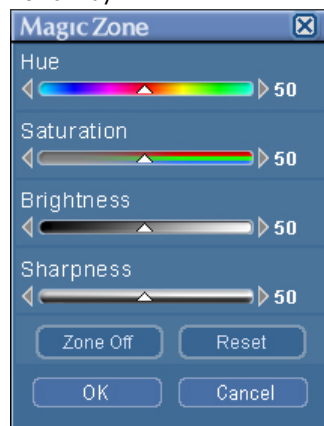 Magic Zone
Hue
50
Saturation
50
Brightness
50
Sharpness
50
Zone Off Reset
OK Cancel